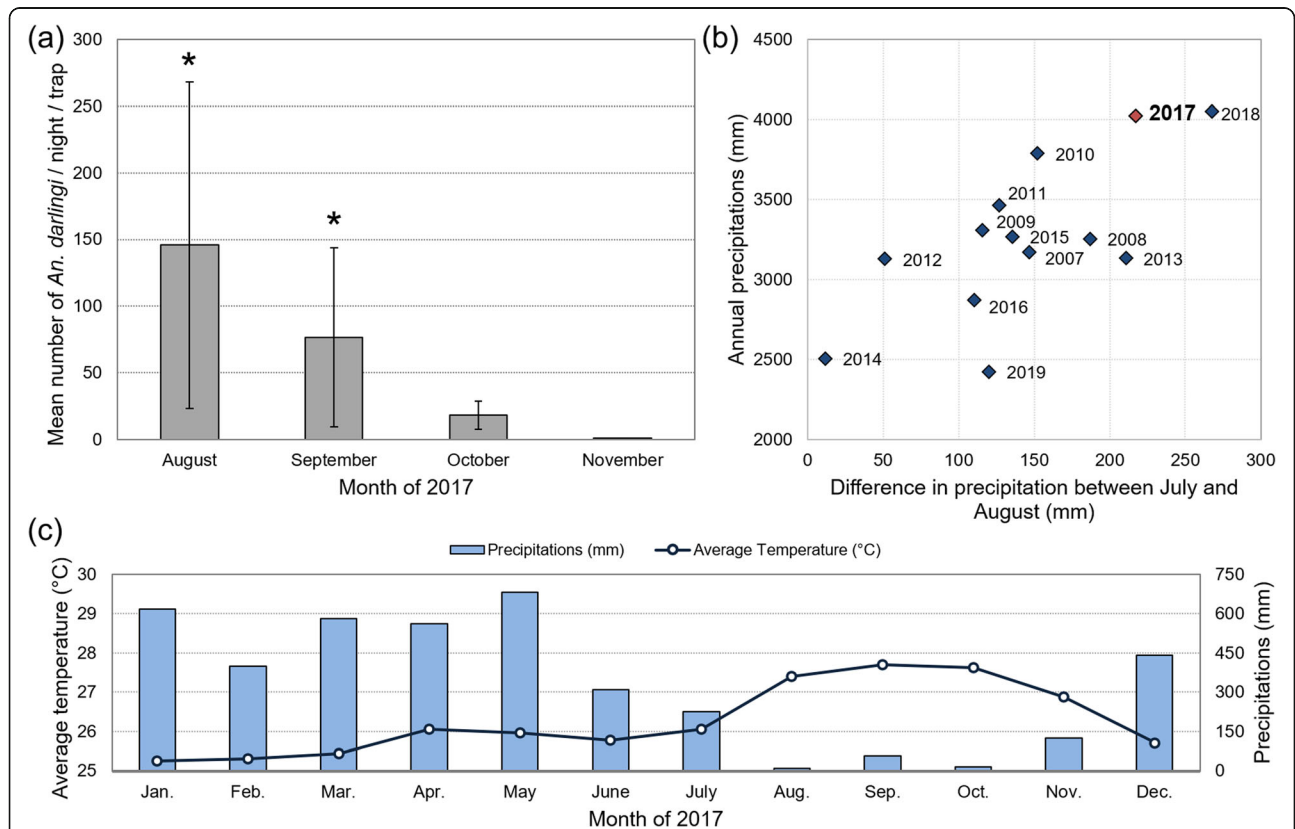 (a)
Mean number of An. darlingi / night / trap
300
250
200
150
100
50
0
*
*
August September October November
Month of 2017
(b)
Annual precipitations (mm)
4500
4000
3500
3000
2500
2000
2017
2018
2010
2011
2009
2015
2008
2007
2013
2012
2016
2014
2019
0 50 100 150 200 250 300
Difference in precipitation between July and
August (mm)
(c)
Precipitations (mm) Average Temperature (°C)
Average temperature (°C)
30
29
28
27
26
25
750
600
450
300
150
0
Precipitations (mm)
Jan. Feb. Mar. Apr. May June July Aug. Sep. Oct. Nov. Dec.
Month of 2017